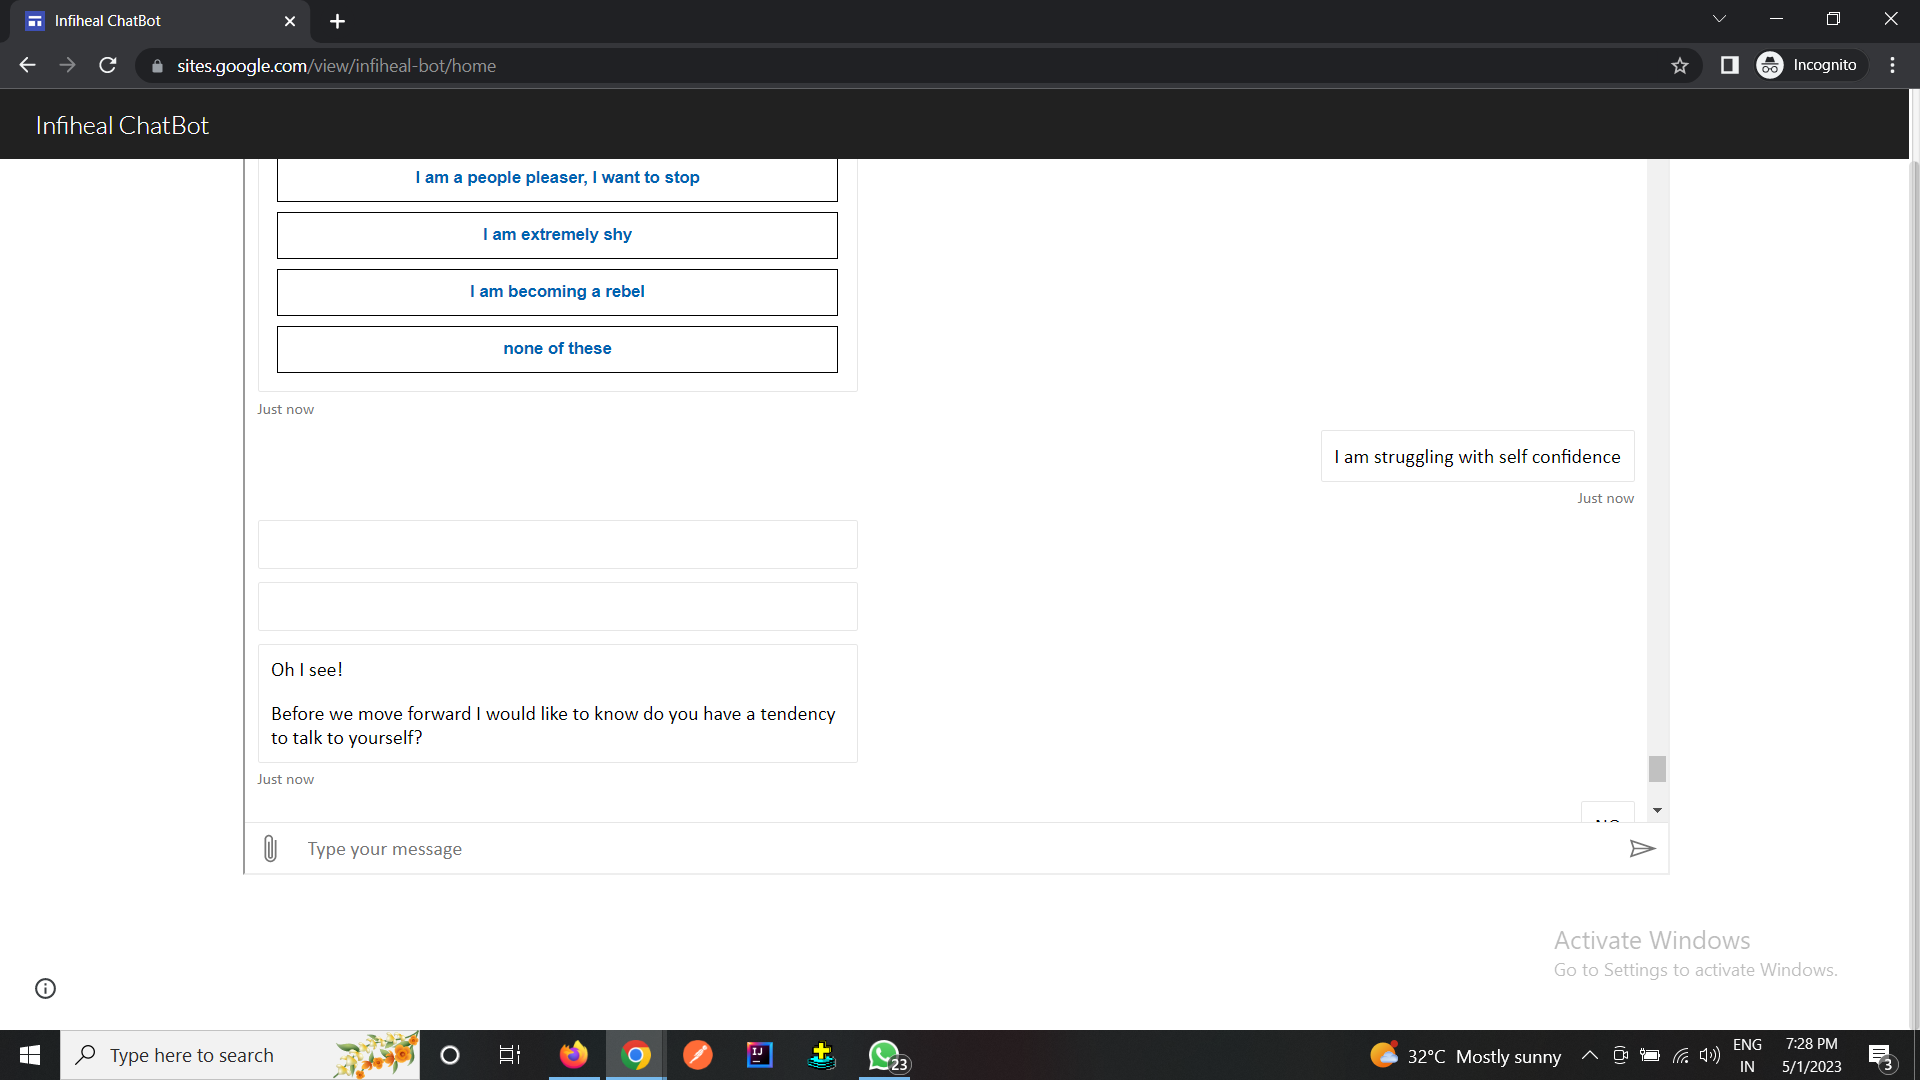 Infiheal ChatBot
sites.google.com/view/infiheal-bot/home
Incognito
Infiheal ChatBot
I am a people pleaser, I want to stop
I am extremely shy
I am becoming a rebel
none of these
Just now
I am struggling with self confidence
Just now
Oh I see!
Before we move forward I would like to know do you have a tendency
to talk to yourself?
Just now
Type your message
Activate Windows
Go to Settings to activate Windows.
Type here to search
IJ
23
32°C Mostly sunny
ENG
IN
7:28 PM
5/1/2023
3